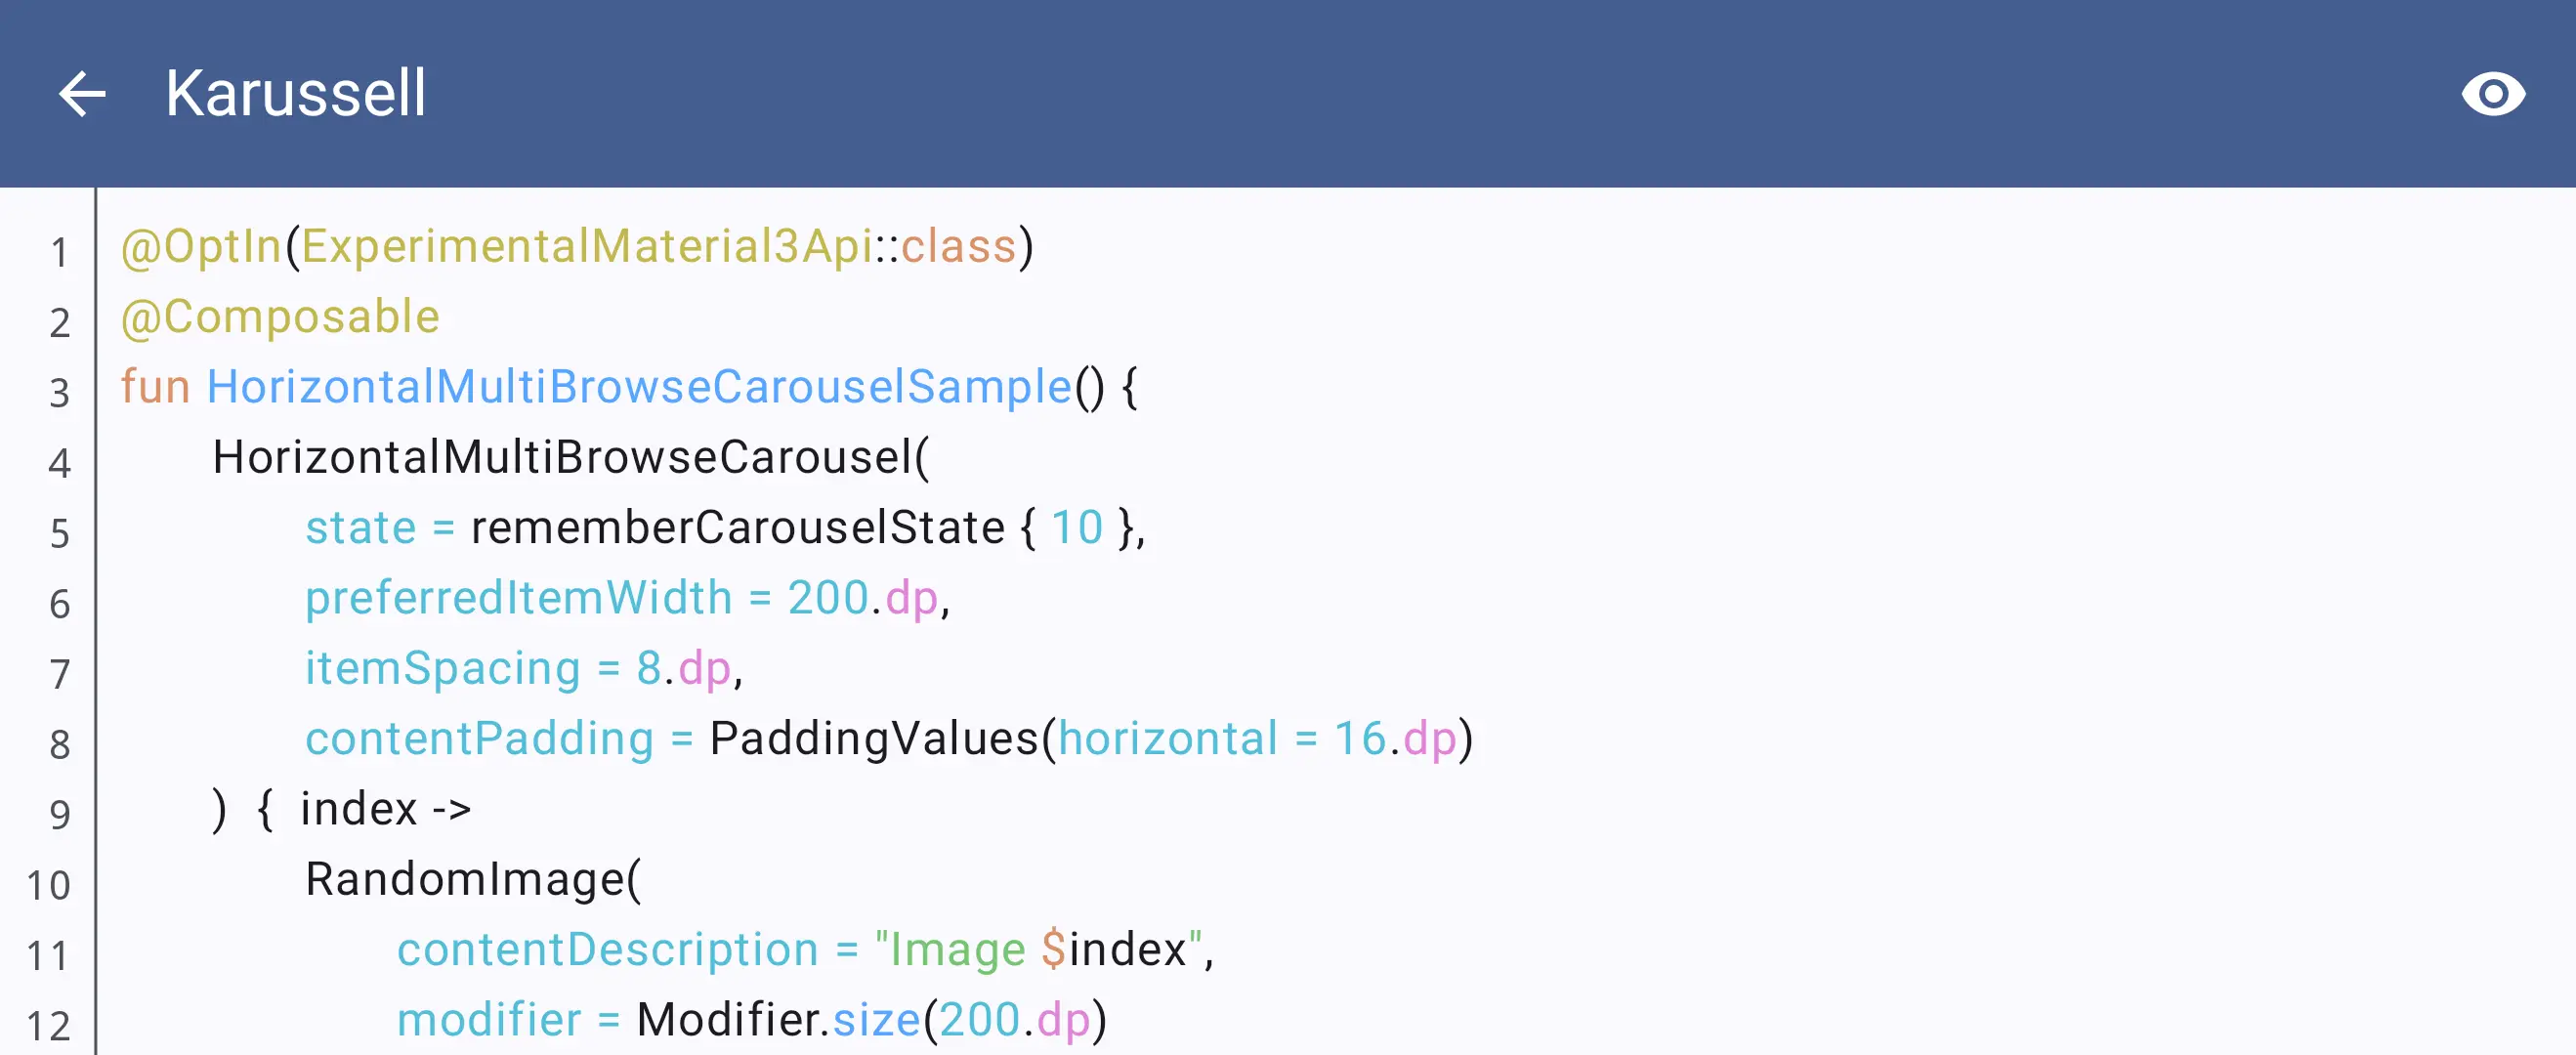 Karussell
1 @OptIn(ExperimentalMaterial3Api::class)
2 @Composable
3 fun HorizontalMultiBrowseCarouselSample() {
4 HorizontalMultiBrowseCarousel(
5 state = rememberCarouselState { 10 },
6 preferredItemWidth = 200.dp,
7 itemSpacing = 8.dp,
8 contentPadding = PaddingValues(horizontal = 16.dp)
9 ) { index ->
10 RandomImage(
11 contentDescription = "Image $index",
12 modifier = Modifier.size(200.dp)